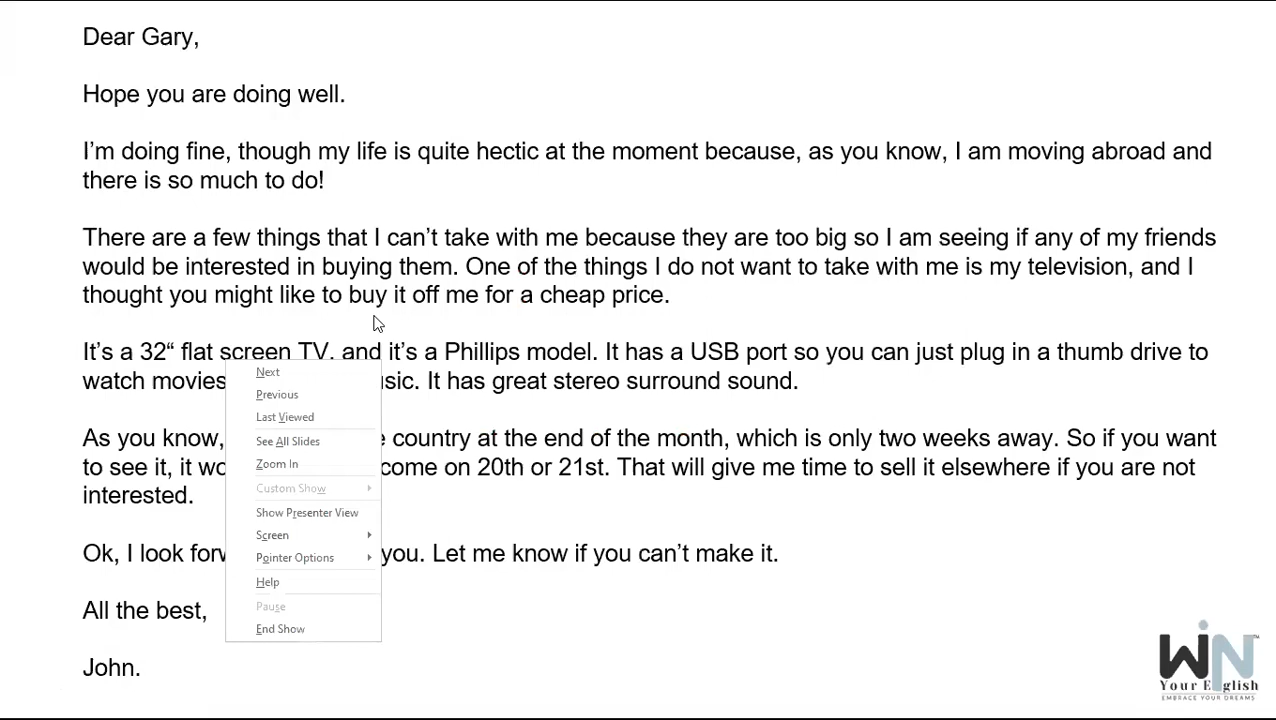 Dear Gary,
Hope you are doing well.
I'm doing fine, though my life is quite hectic at the moment because, as you know, I am moving abroad and
there is so much to do!
There are a few things that I can't take with me because they are too big so I am seeing if any of my friends
would be interested in buying them. One of the things I do not want to take with me is my television, and I
thought you might like to buy it off me for a cheap price.
It's a 32“ flat screen TV, and it's a Phillips model. It has a USB port so you can just plug in a thumb drive to
watch movies usic. It has great stereo surround sound.
As you know, e country at the end of the month, which is only two weeks away. So if you want
to see it, it wo come on 20th or 21st. That will give me time to sell it elsewhere if you are not
interested.
Ok, I look forw you. Let me know if you can't make it.
All the best,
John.
Next
Previous
Last Viewed
See All Slides
Zoom In
Custom Show
Show Presenter View
Screen
Pointer Options
Help
Pause
End Show
WIN
Your English
EMBRACE YOUR DREAMS